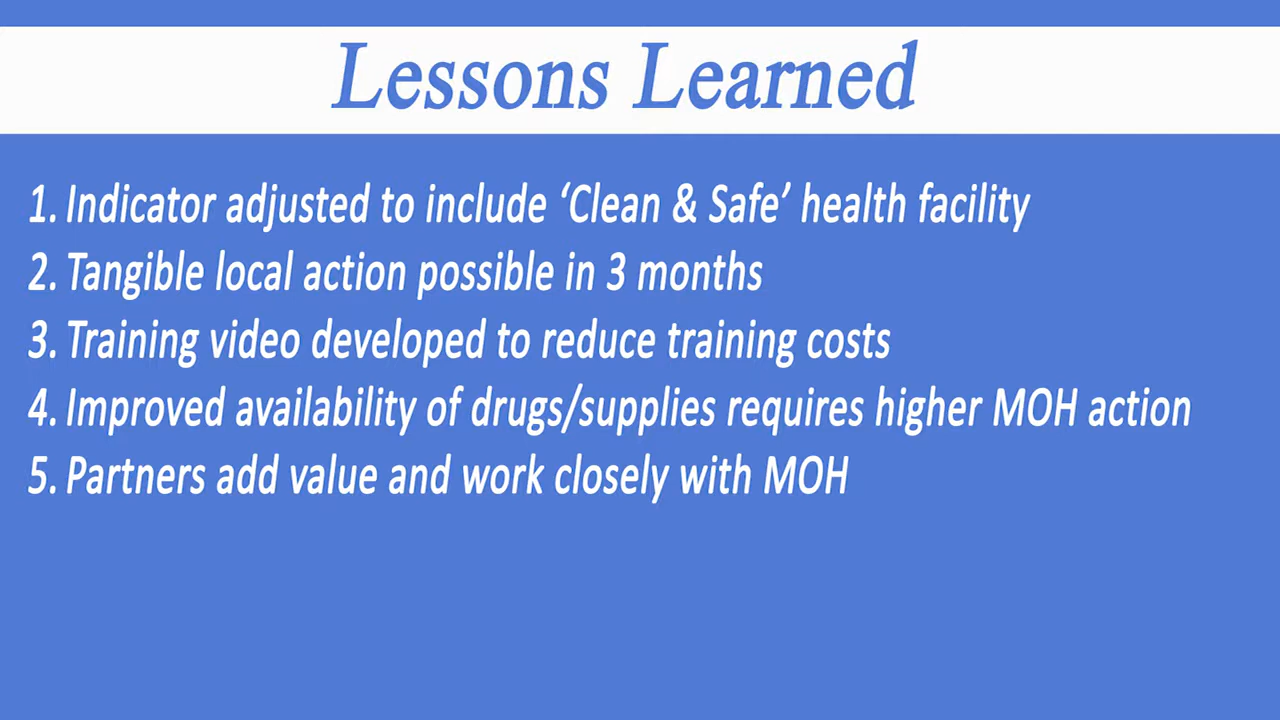 Lessons Learned
1. Indicator adjusted to include ‘Clean & Safe’ health facility
2. Tangible local action possible in 3 months
3. Training video developed to reduce training costs
4. Improved availability of drugs/supplies requires higher MOH action
5. Partners add value and work closely with MOH